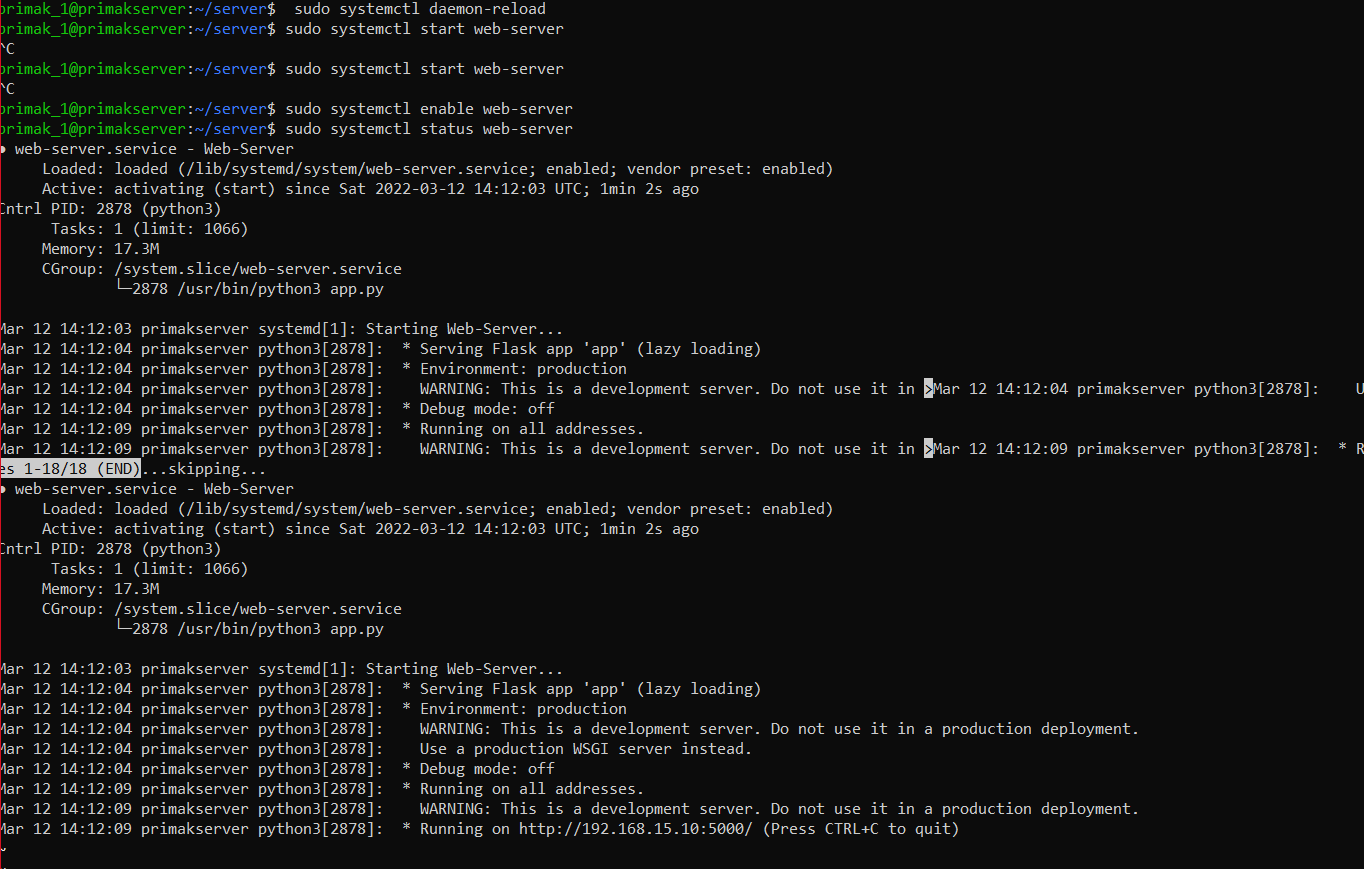 primak_1@primakserver:~/server$  sudo systemctl daemon-reload
primak_1@primakserver:~/server$ sudo systemctl start web-server
^C
primak_1@primakserver:~/server$ sudo systemctl start web-server
^C
primak_1@primakserver:~/server$ sudo systemctl enable web-server
primak_1@primakserver:~/server$ sudo systemctl status web-server
● web-server.service - Web-Server
Loaded: loaded (/lib/systemd/system/web-server.service; enabled; vendor preset: enabled)
Active: activating (start) since Sat 2022-03-12 14:12:03 UTC; 1min 2s ago
Cntrl PID: 2878 (python3)
Tasks: 1 (limit: 1066)
Memory: 17.3M
CGroup: /system.slice/web-server.service
└─2878 /usr/bin/python3 app.py
Mar 12 14:12:03 primakserver systemd[1]: Starting Web-Server...
Mar 12 14:12:04 primakserver python3[2878]:  * Serving Flask app 'app' (lazy loading)
Mar 12 14:12:04 primakserver python3[2878]:  * Environment: production
Mar 12 14:12:04 primakserver python3[2878]:    WARNING: This is a development server. Do not use it in >Mar 12 14:12:04 primakserver python3[2878]:    U
Mar 12 14:12:04 primakserver python3[2878]:  * Debug mode: off
Mar 12 14:12:09 primakserver python3[2878]:  * Running on all addresses.
Mar 12 14:12:09 primakserver python3[2878]:    WARNING: This is a development server. Do not use it in >Mar 12 14:12:09 primakserver python3[2878]:  * R
es 1-18/18 (END)...skipping...
● web-server.service - Web-Server
Loaded: loaded (/lib/systemd/system/web-server.service; enabled; vendor preset: enabled)
Active: activating (start) since Sat 2022-03-12 14:12:03 UTC; 1min 2s ago
Cntrl PID: 2878 (python3)
Tasks: 1 (limit: 1066)
Memory: 17.3M
CGroup: /system.slice/web-server.service
└─2878 /usr/bin/python3 app.py
Mar 12 14:12:03 primakserver systemd[1]: Starting Web-Server...
Mar 12 14:12:04 primakserver python3[2878]:  * Serving Flask app 'app' (lazy loading)
Mar 12 14:12:04 primakserver python3[2878]:  * Environment: production
Mar 12 14:12:04 primakserver python3[2878]:    WARNING: This is a development server. Do not use it in a production deployment.
Mar 12 14:12:04 primakserver python3[2878]:    Use a production WSGI server instead.
Mar 12 14:12:04 primakserver python3[2878]:  * Debug mode: off
Mar 12 14:12:09 primakserver python3[2878]:  * Running on all addresses.
Mar 12 14:12:09 primakserver python3[2878]:    WARNING: This is a development server. Do not use it in a production deployment.
Mar 12 14:12:09 primakserver python3[2878]:  * Running on http://192.168.15.10:5000/ (Press CTRL+C to quit)
~